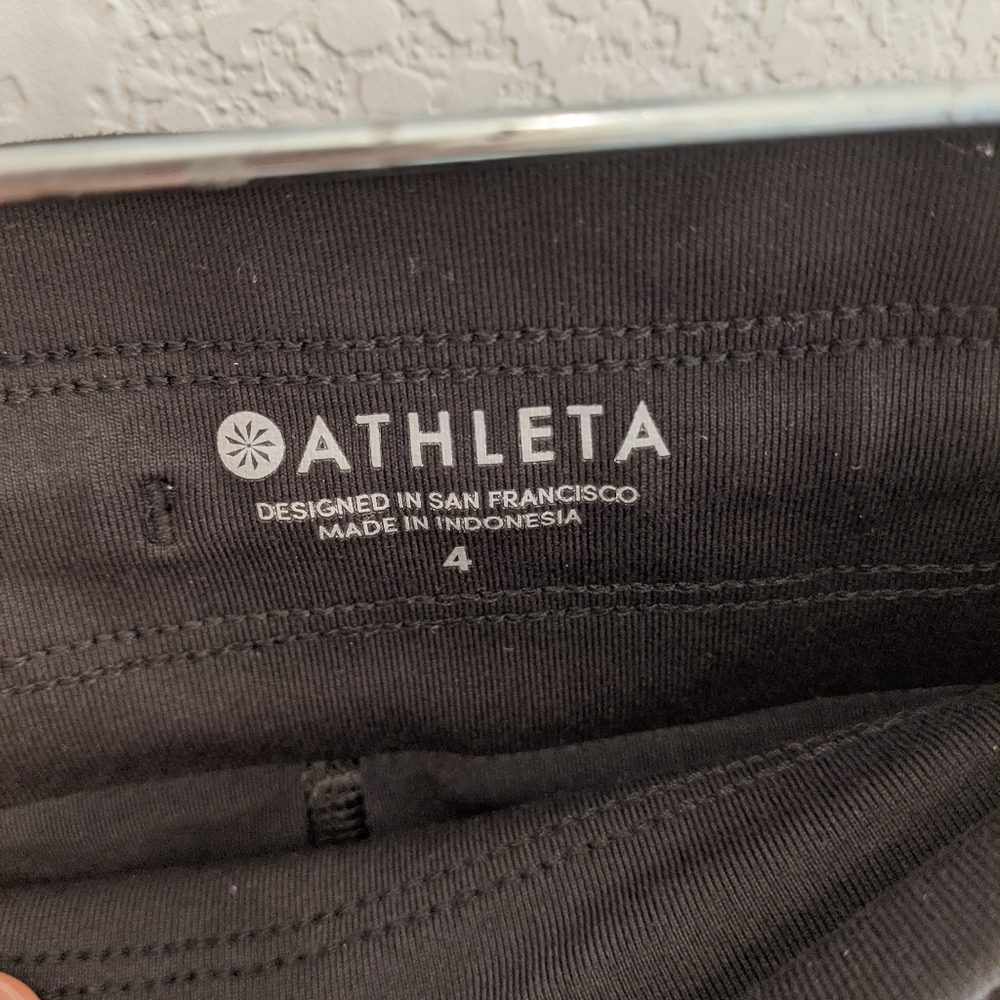 ATHLETA
DESIGNED IN SAN FRANCISCO
MADE IN INDONESIA
4